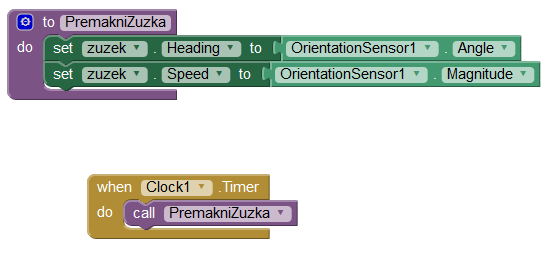 to PremakniZuzka
do set zuzek . Heading to OrientationSensor1 . Angle
set zuzek . Speed to OrientationSensor1 . Magnitude
when Clock1 .Timer
do call PremakniZuzka